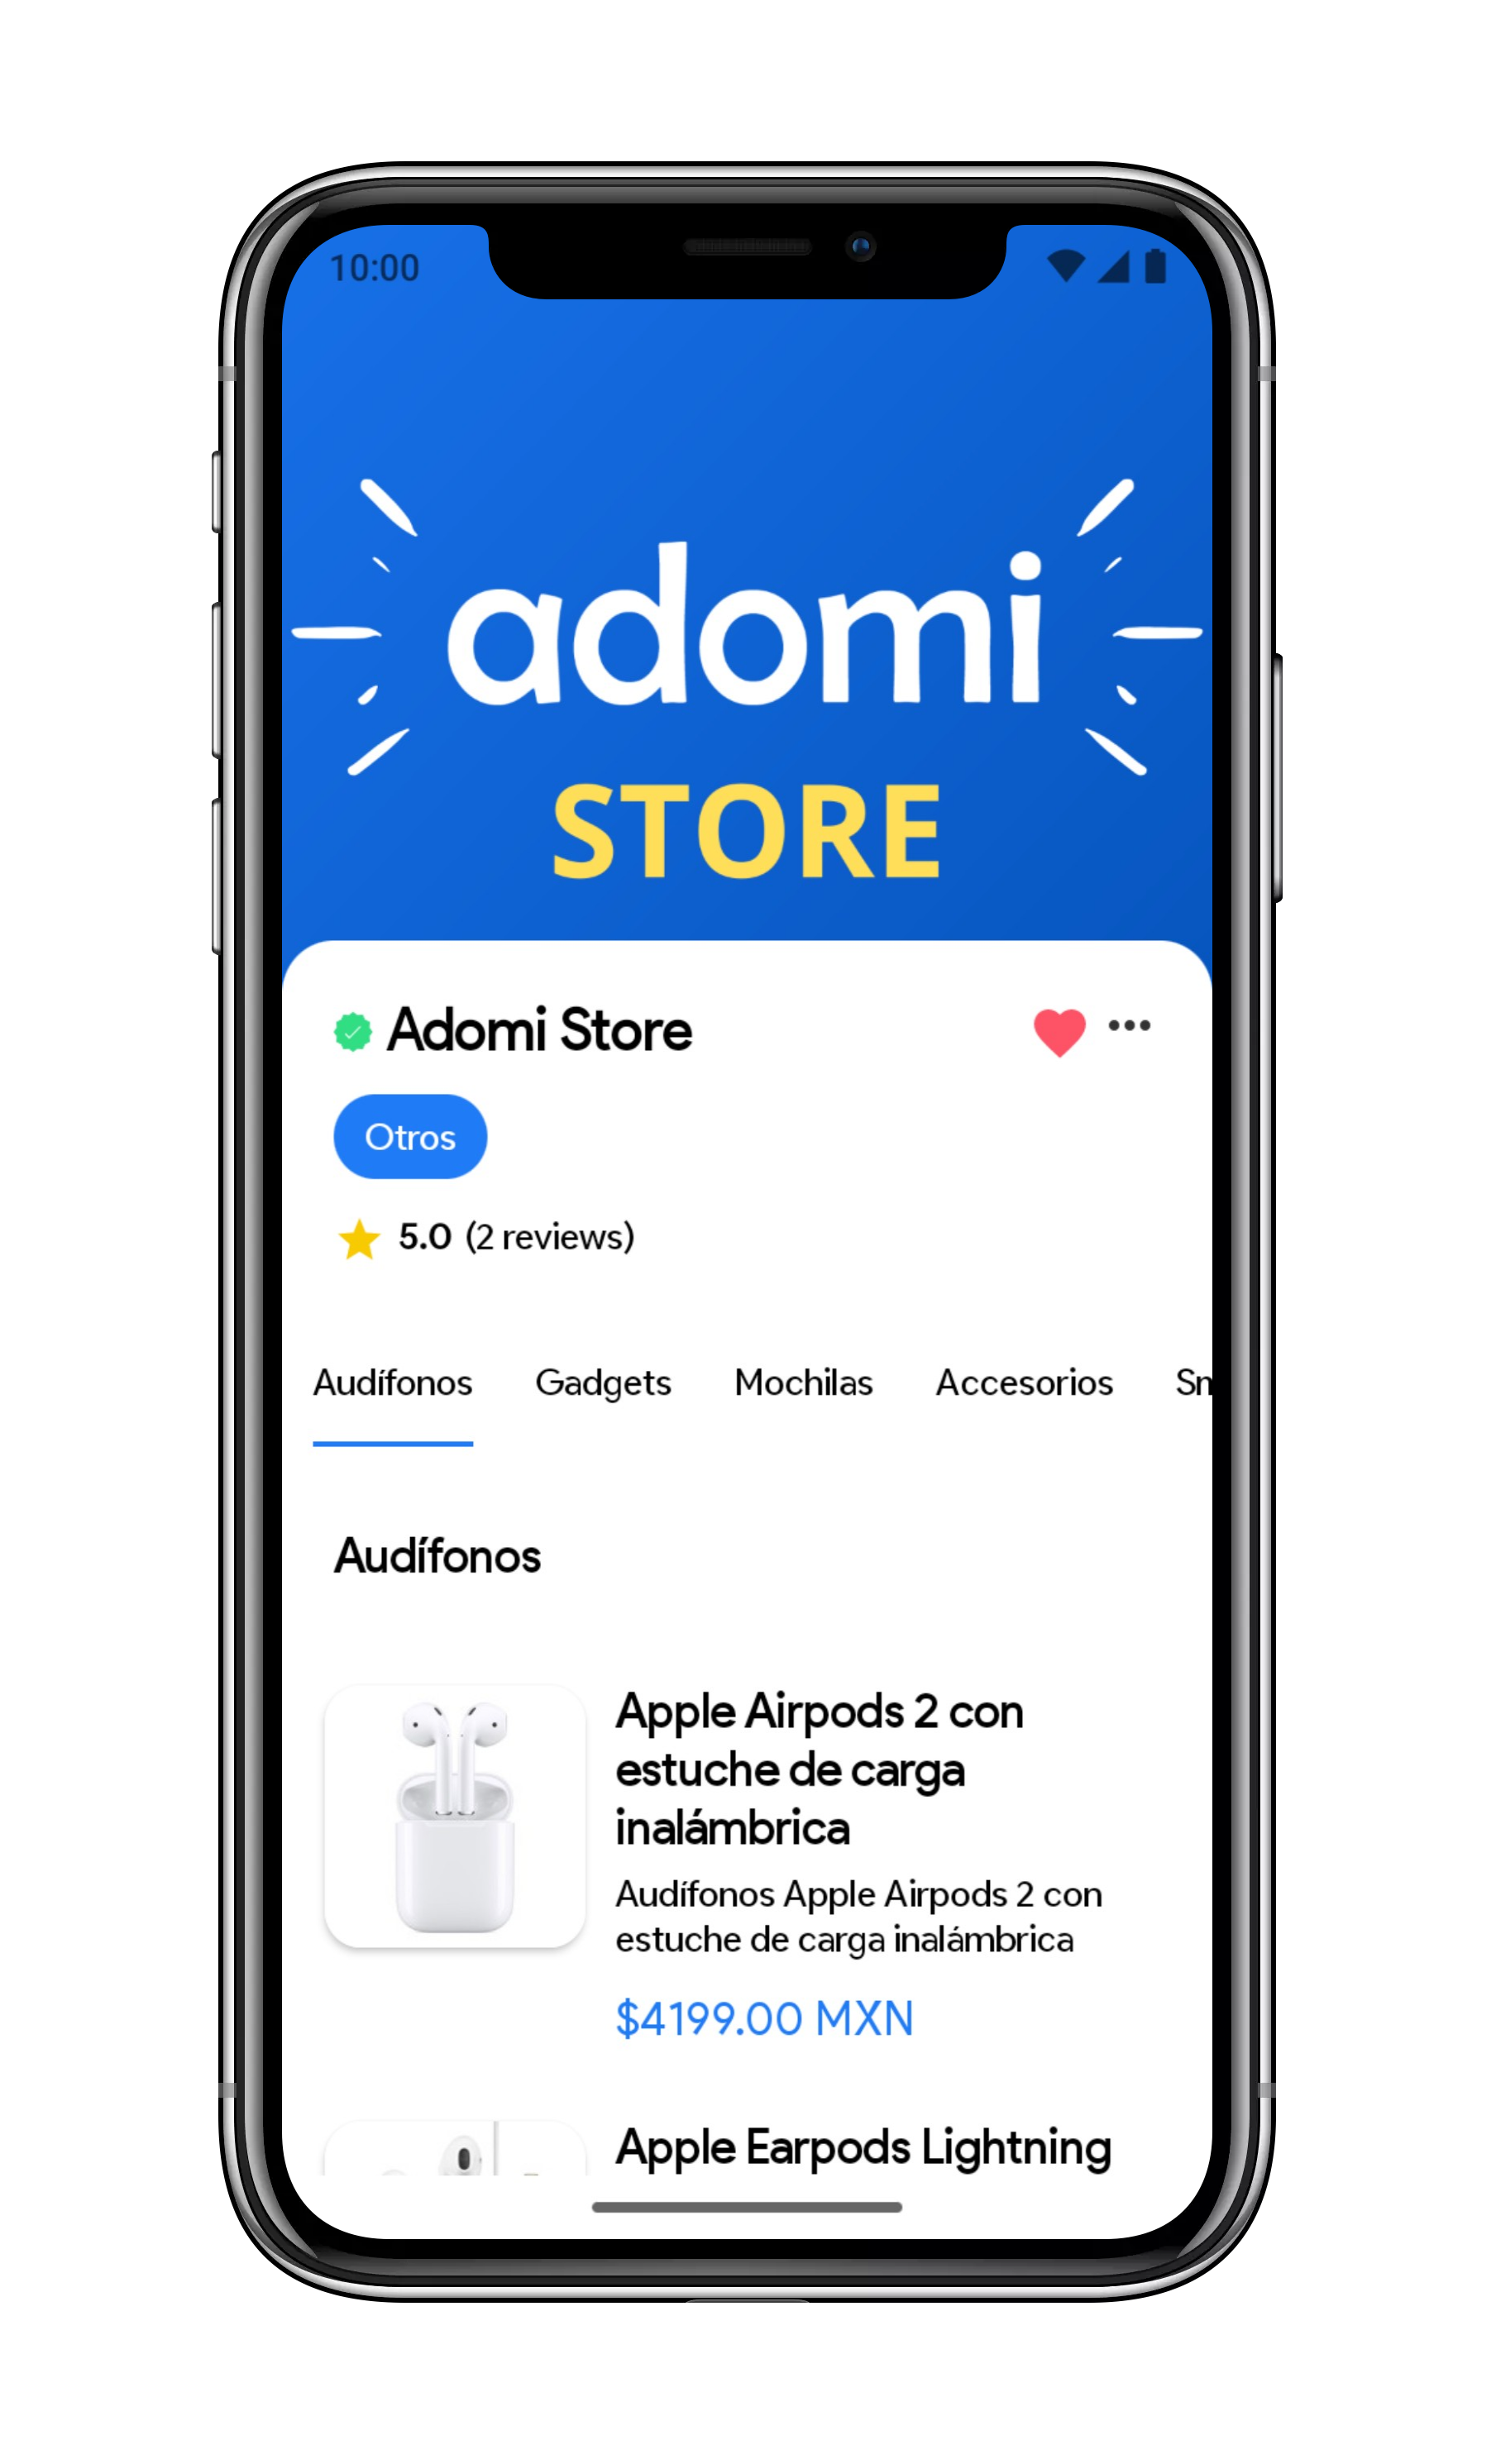 10:00
adomi
STORE
Adomi Store
Otros
5.0 (2 reviews)
Audífonos Gadgets Mochilas Accesorios
Audífonos
Apple Airpods 2 con
estuche de carga
inalámbrica
Audífonos Apple Airpods 2 con
estuche de carga inalámbrica
$4199.00 MXN
Apple Earpods Lightning